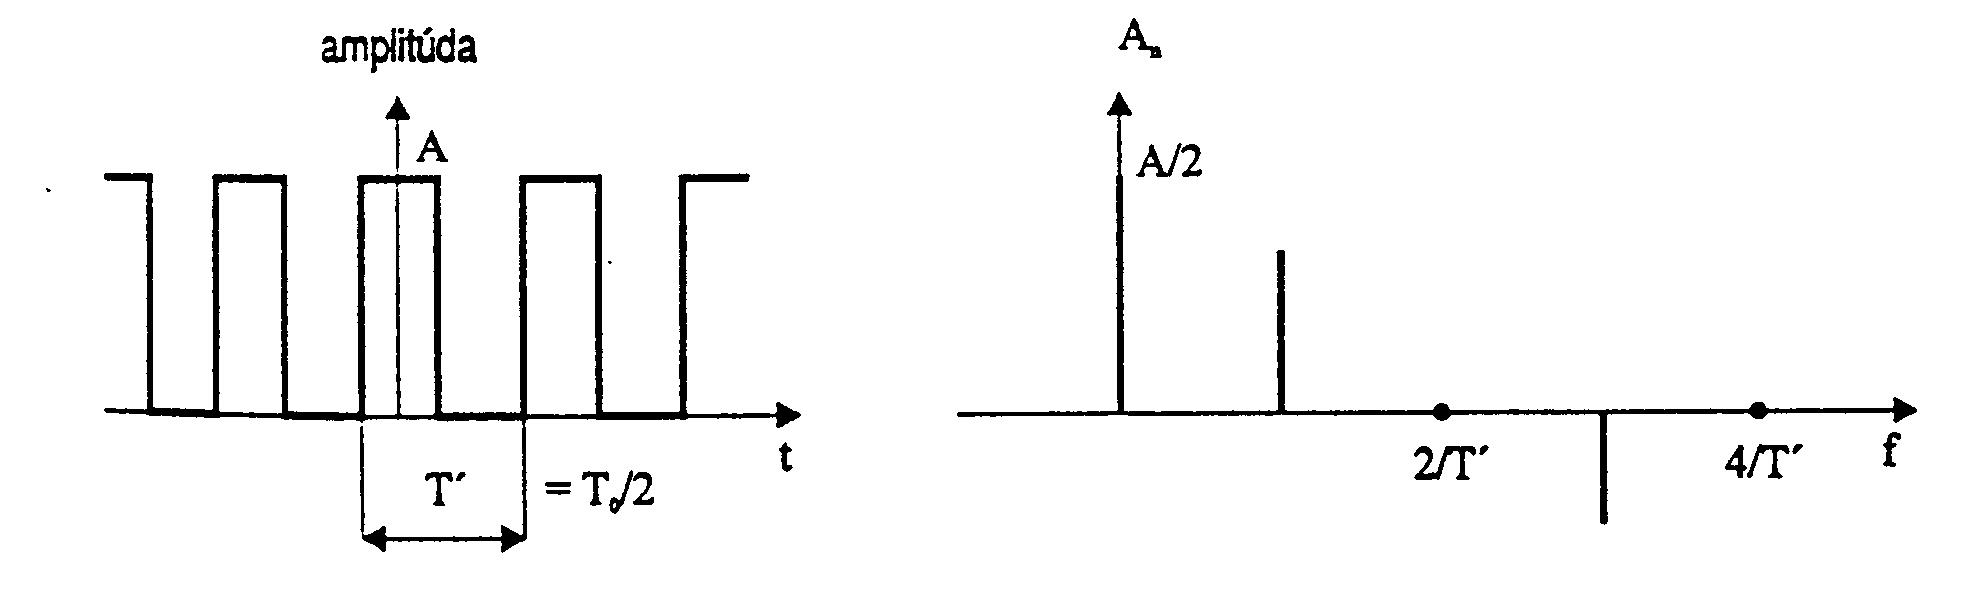 amplitúda
A
t
T´ = T₀/2
Aₙ
A/2
2/T´
4/T´
f